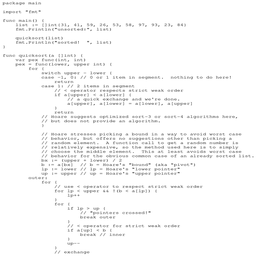 package main
import "fmt"
func main() {
list := []int{31, 41, 59, 26, 53, 58, 97, 93, 23, 84}
fmt.Println("unsorted!", list)
quicksort(list)
fmt.Println("sorted!  ", list)
}
func quicksort(a []int) {
var pex func(int, int)
pex = func(lower, upper int) {
for {
switch upper - lower {
case -1, 0: // 0 or 1 item in segment.  nothing to do here!
return
case 1: // 2 items in segment
// < operator respects strict weak order
if a[upper] < a[lower] {
// a quick exchange and we're done.
a[upper], a[lower] = a[lower], a[upper]
}
return
// Hoare suggests optimized sort-3 or sort-4 algorithms here,
// but does not provide an algorithm.
}
// Hoare stresses picking a bound in a way to avoid worst case
// behavior, but offers no suggestions other than picking a
// random element.  A function call to get a random number is
// relatively expensive, so the method used here is to simply
// choose the middle element.  This at least avoids worst case
// behavior for the obvious common case of an already sorted list.
bx := (upper + lower) / 2
b := a[bx]  // b = Hoare's "bound" (aka "pivot")
lp := lower // lp = Hoare's "lower pointer"
up := upper // up = Hoare's "upper pointer"
outer:
for {
// use < operator to respect strict weak order
for lp < upper && !(b < a[lp]) {
lp++
}
for {
if lp > up {
// "pointers crossed!"
break outer
}
// < operator for strict weak order
if a[up] < b {
break // inner
}
up--
}
// exchange